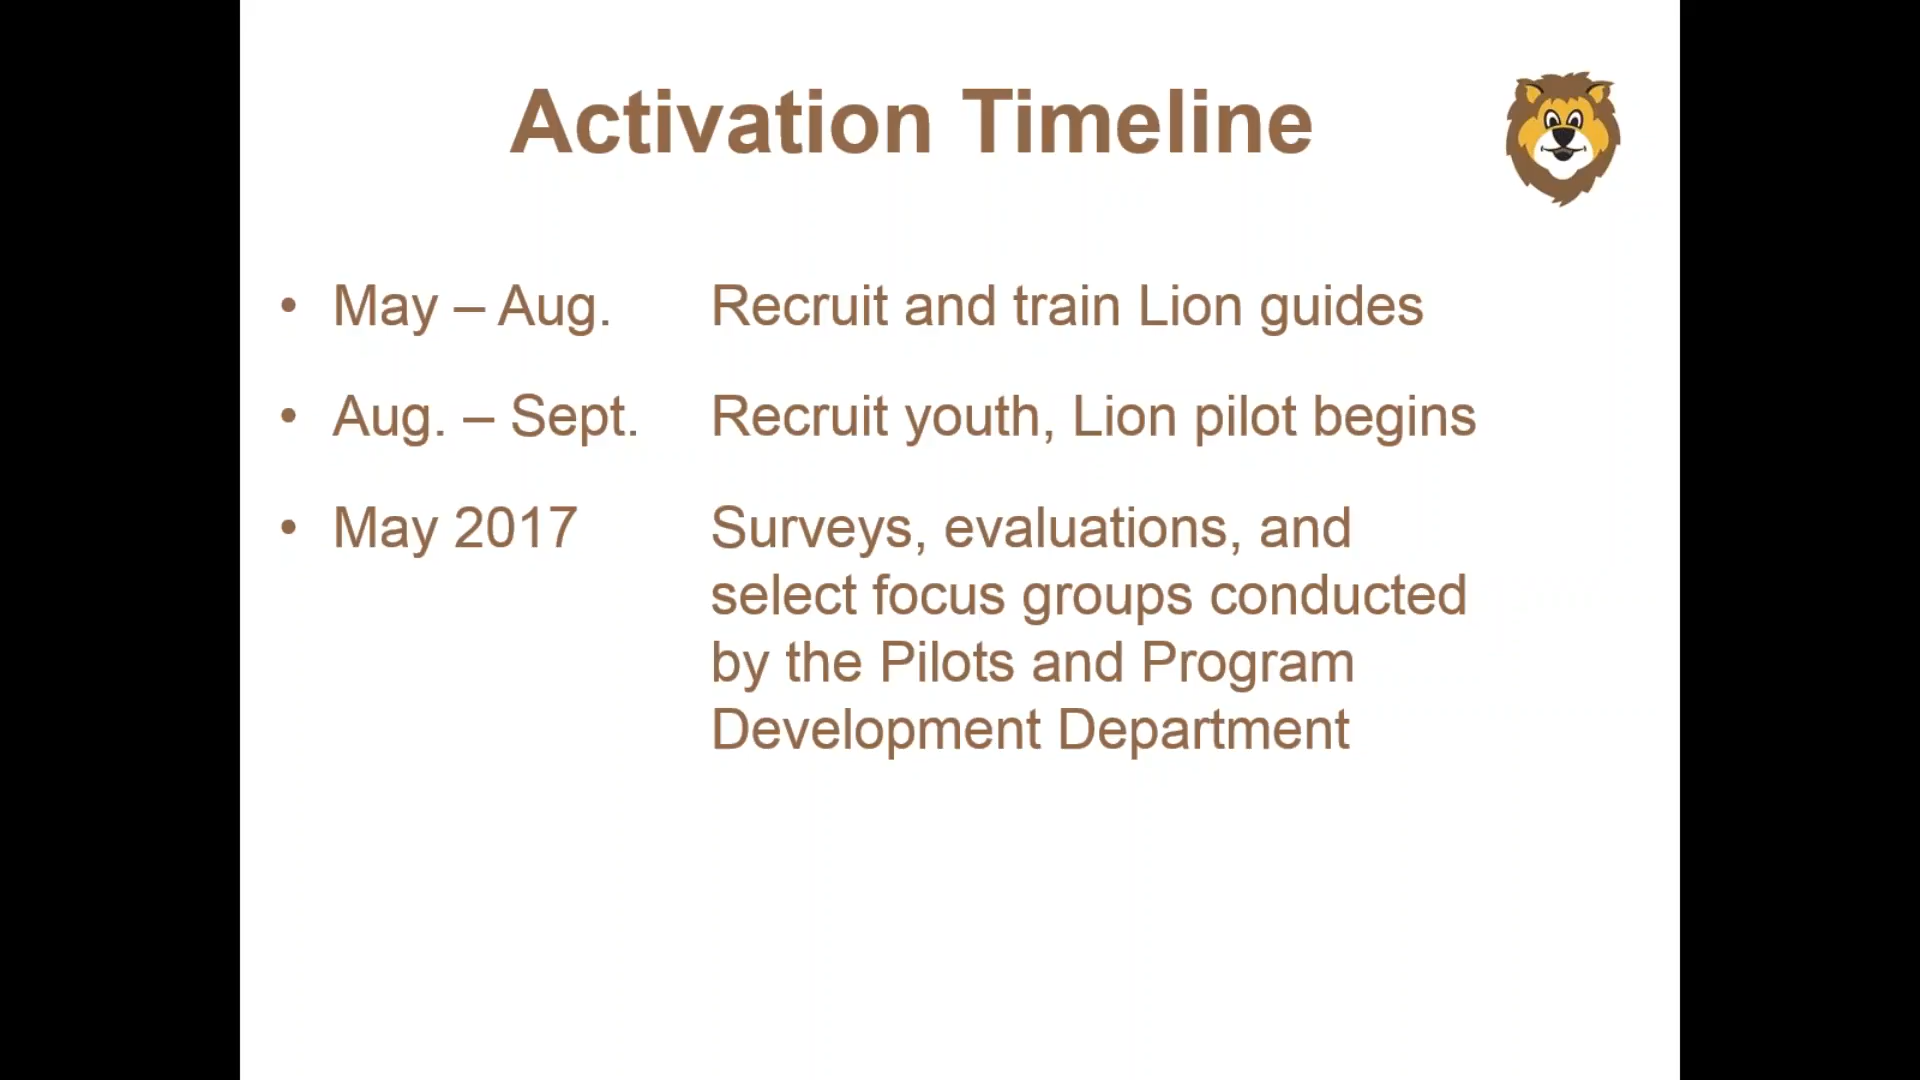 Activation Timeline
• May – Aug. Recruit and train Lion guides
• Aug. – Sept. Recruit youth, Lion pilot begins
• May 2017 Surveys, evaluations, and
select focus groups conducted
by the Pilots and Program
Development Department